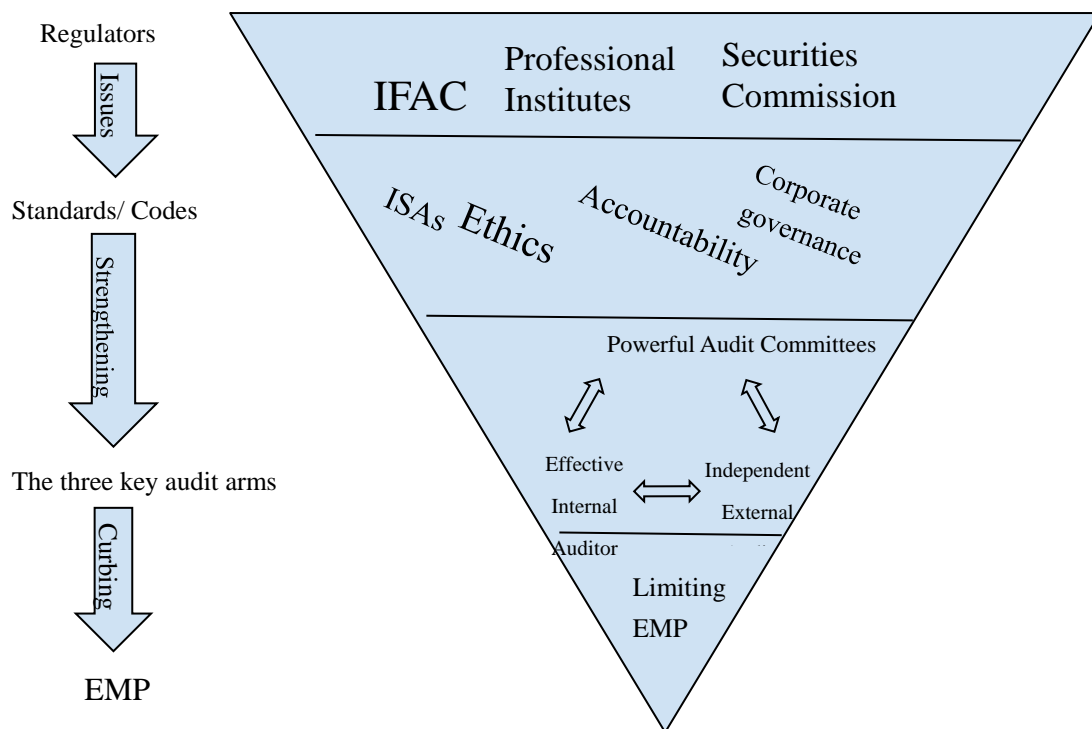 Regulators
Issues
Standards/ Codes
Strengthening
The three key audit arms
Curbing
EMP
IFAC
Professional
Institutes
Securities
Commission
ISAs
Ethics
Accountability
Corporate
governance
Powerful Audit Committees
Effective
Internal
Auditor
Independent
External
Limiting
EMP